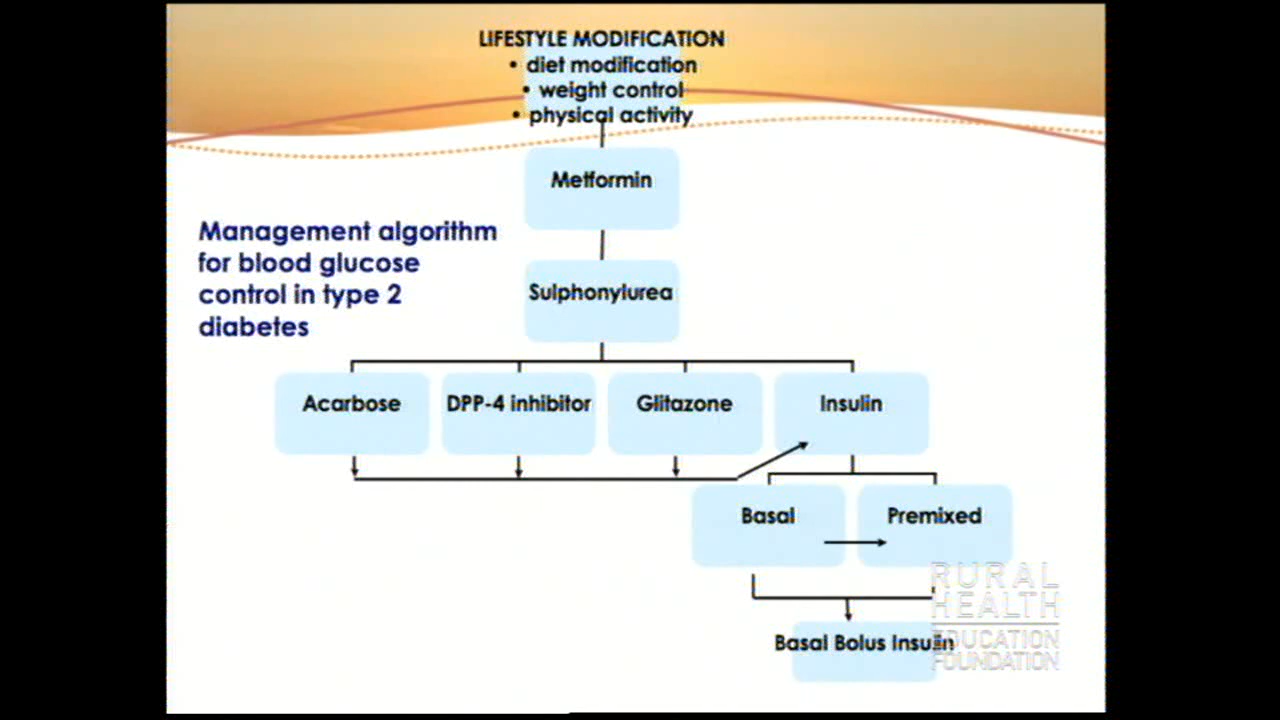 LIFESTYLE MODIFICATION
• diet modification
• weight control
• physical activity
Metformin
Management algorithm
for blood glucose
control in type 2
diabetes
Sulphonylurea
Acarbose
DPP-4 inhibitor
Glitazone
Insulin
Basal
Premixed
Basal Bolus Insulin
RURAL
HEALTH
EDUCATION
FOUNDATION